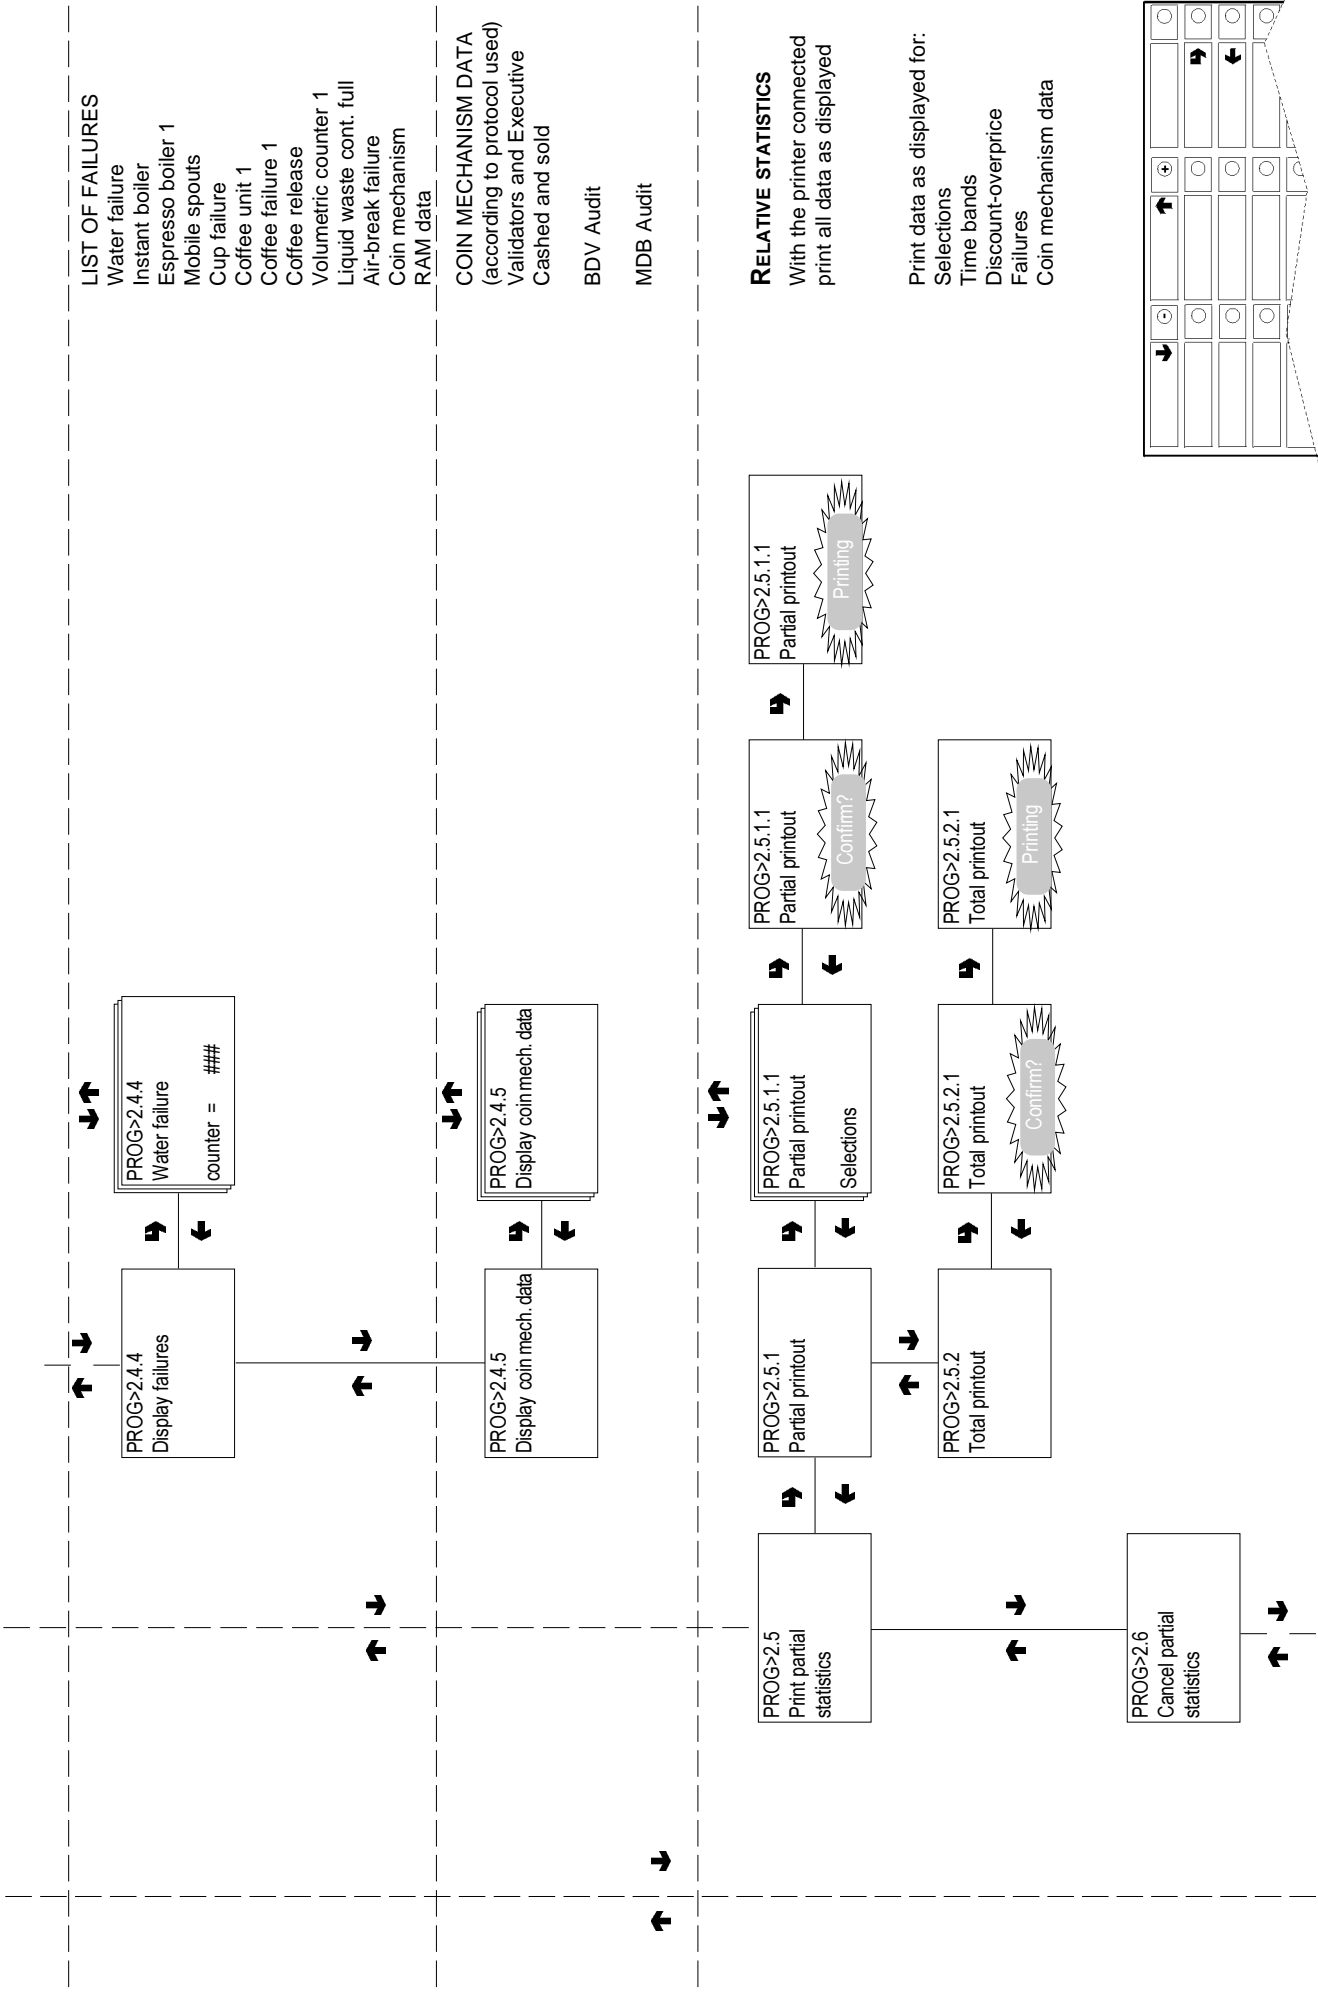 PROG>2.4.4
Display failures
PROG>2.4.4
Water failure
counter = ###
LIST OF FAILURES
Water failure
Instant boiler
Espresso boiler 1
Mobile spouts
Cup failure
Coffee unit 1
Coffee failure 1
Coffee release
Volumetric counter 1
Liquid waste cont. full
Air-break failure
Coin mechanism
RAM data
PROG>2.4.5
Display coin mech. data
PROG>2.4.5
Display coin mech. data
COIN MECHANISM DATA
(according to protocol used)
Validators and Executive
Cashed and sold
BDV Audit
MDB Audit
PROG>2.5
Print partial
statistics
PROG>2.5.1
Partial printout
PROG>2.5.1.1
Partial printout
Selections
PROG>2.5.1.1
Partial printout
Confirm?
PROG>2.5.1.1
Partial printout
Printing
RELATIVE STATISTICS
With the printer connected
print all data as displayed
PROG>2.5.2
Total printout
PROG>2.5.2.1
Total printout
Confirm?
PROG>2.5.2.1
Total printout
Printing
Print data as displayed for:
Selections
Time bands
Discount-overprice
Failures
Coin mechanism data
PROG>2.6
Cancel partial
statistics
- +